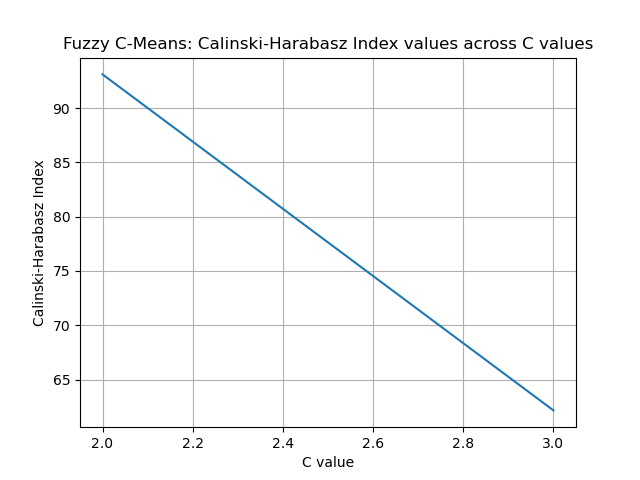 Fuzzy C-Means: Calinski-Harabasz Index values across C values
Calinski-Harabasz Index
90
85
80
75
70
65
2.0 2.2 2.4 2.6 2.8 3.0
C value